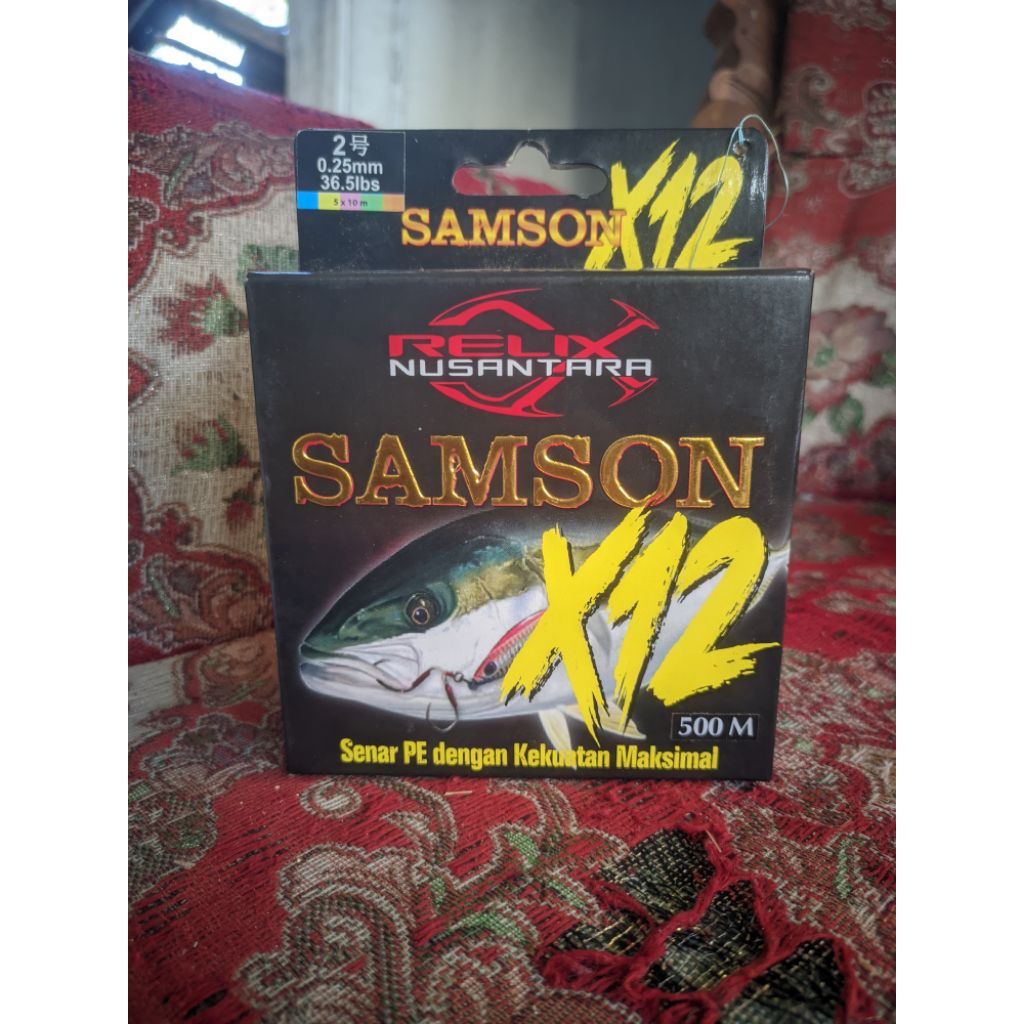 2号
0.25mm
36.5lbs
5 x 10 m
SAMSON X12
RELIX
NUSANTARA
SAMSON
X12
500 M
Senar PE dengan Kekuatan Maksimal